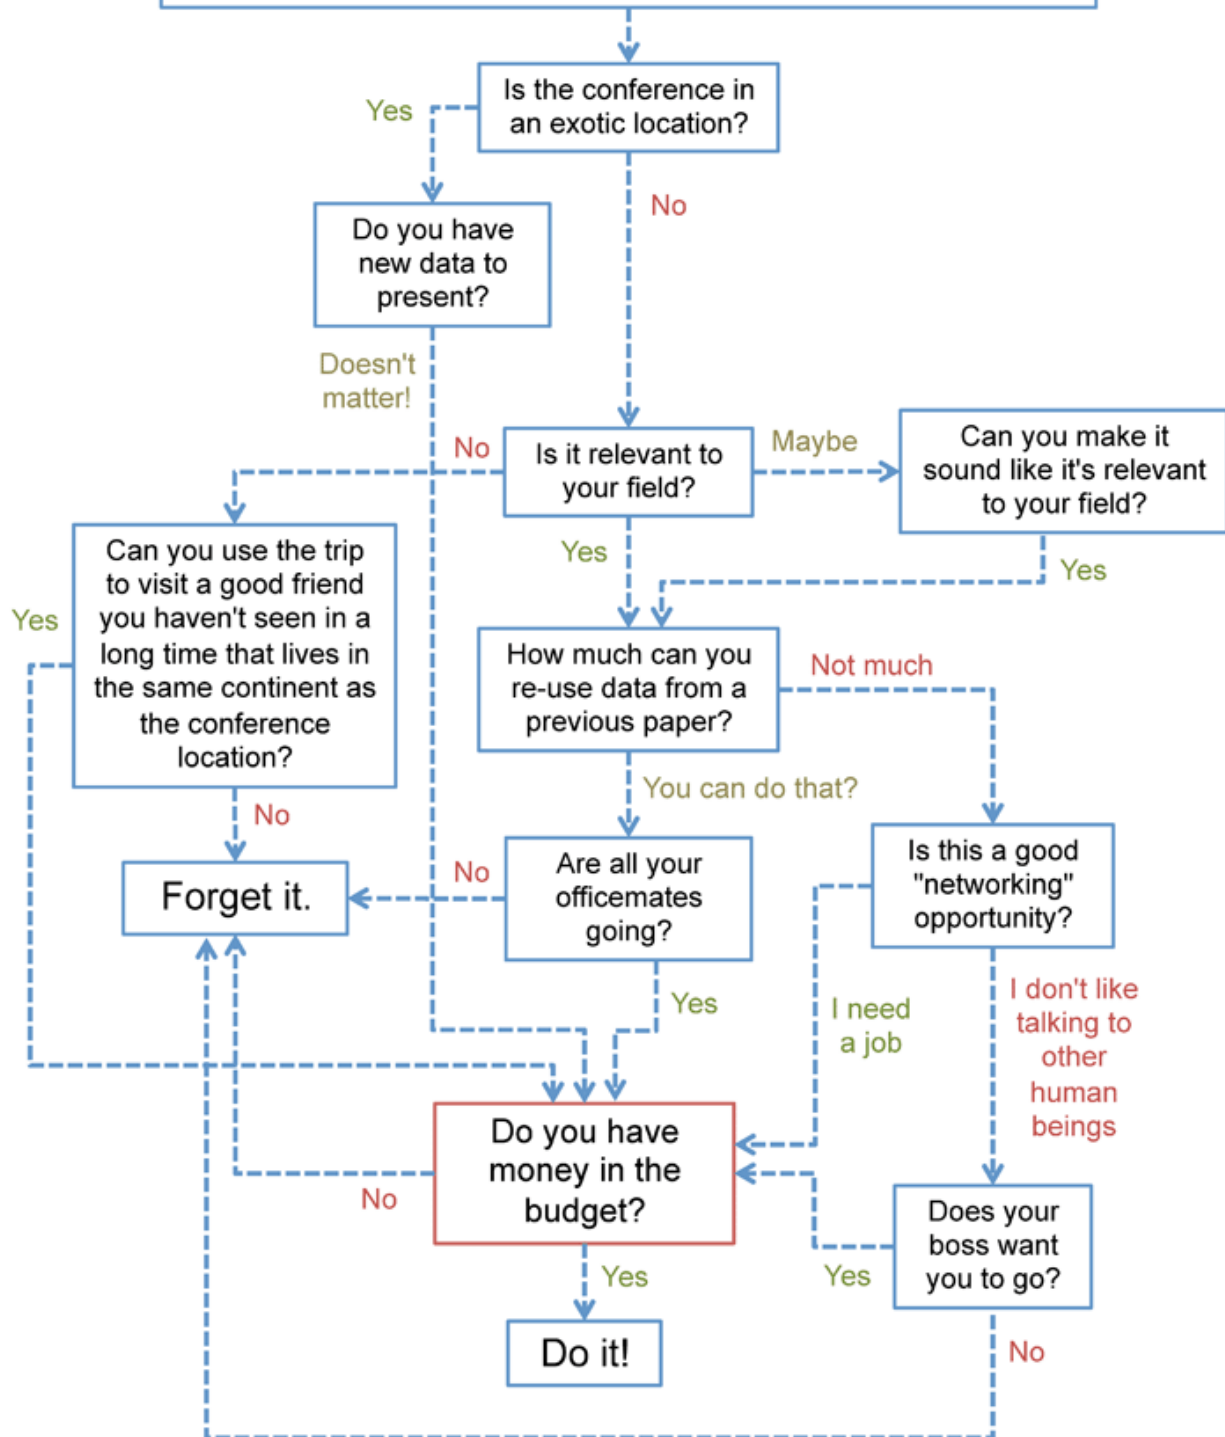 Is the conference in
an exotic location?
Yes
No
Do you have
new data to
present?
Doesn't
matter!
No
Is it relevant to
your field?
Maybe
Can you make it
sound like it's relevant
to your field?
Yes
Yes
Can you use the trip
to visit a good friend
you haven't seen in a
long time that lives in
the same continent as
the conference
location?
Yes
How much can you
re-use data from a
previous paper?
Not much
You can do that?
No
Forget it.
No
Are all your
officemates
going?
Is this a good
"networking"
opportunity?
Yes
I need
a job
I don't like
talking to
other
human
beings
Do you have
money in the
budget?
No
Yes
Does your
boss want
you to go?
Yes
No
Do it!